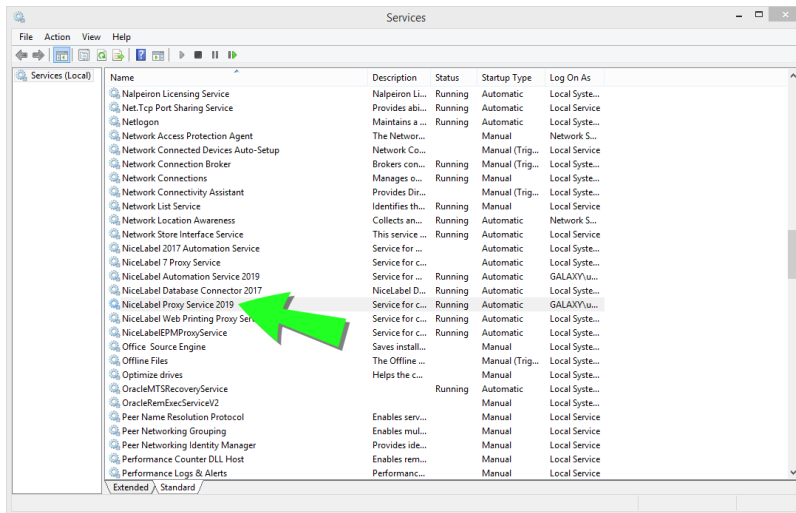 Services
File Action View Help
Services (Local)
Name Description Status Startup Type Log On As
Nalpeiron Licensing Service Nalpeiron Li... Running Automatic Local Syste...
Net.Tcp Port Sharing Service Provides abi... Running Automatic Local Service
Netlogon Maintains a ... Running Automatic Local Syste...
Network Access Protection Agent The Networ... Manual Network S...
Network Connected Devices Auto-Setup Network Co... Manual (Trig... Local Service
Network Connection Broker Brokers con... Running Manual (Trig... Local Syste...
Network Connections Manages o... Running Manual Local Syste...
Network Connectivity Assistant Provides Dir... Manual (Trig... Local Syste...
Network List Service Identifies th... Running Manual Local Service
Network Location Awareness Collects an... Running Automatic Network S...
Network Store Interface Service This service ... Running Automatic Local Service
NiceLabel 2017 Automation Service Service for ... Automatic Local Syste...
NiceLabel 7 Proxy Service Service for c... Automatic Local Syste...
NiceLabel Automation Service 2019 Service for ... Running Automatic GALAXY\u...
NiceLabel Database Connector 2017 NiceLabel D... Running Automatic Local Syste...
NiceLabel Proxy Service 2019 Service for c... Running Automatic GALAXY\u...
NiceLabel Web Printing Proxy Service for c... Running Automatic Local Syste...
NiceLabelEPMProxyService Service for c... Running Automatic Local Syste...
Office Source Engine Saves install... Manual Local Syste...
Offline Files The Offline ... Manual (Trig... Local Syste...
Optimize drives Helps the c... Manual Local Syste...
OracleMTSRecoveryService Running Automatic Local Syste...
OracleRemExecServiceV2 Manual Local Syste...
Peer Name Resolution Protocol Enables serv... Manual Local Service
Peer Networking Grouping Enables mul... Manual Local Service
Peer Networking Identity Manager Provides ide... Manual Local Service
Performance Counter DLL Host Enables rem... Manual Local Service
Performance Logs & Alerts Performanc... Manual Local Service
Extended Standard